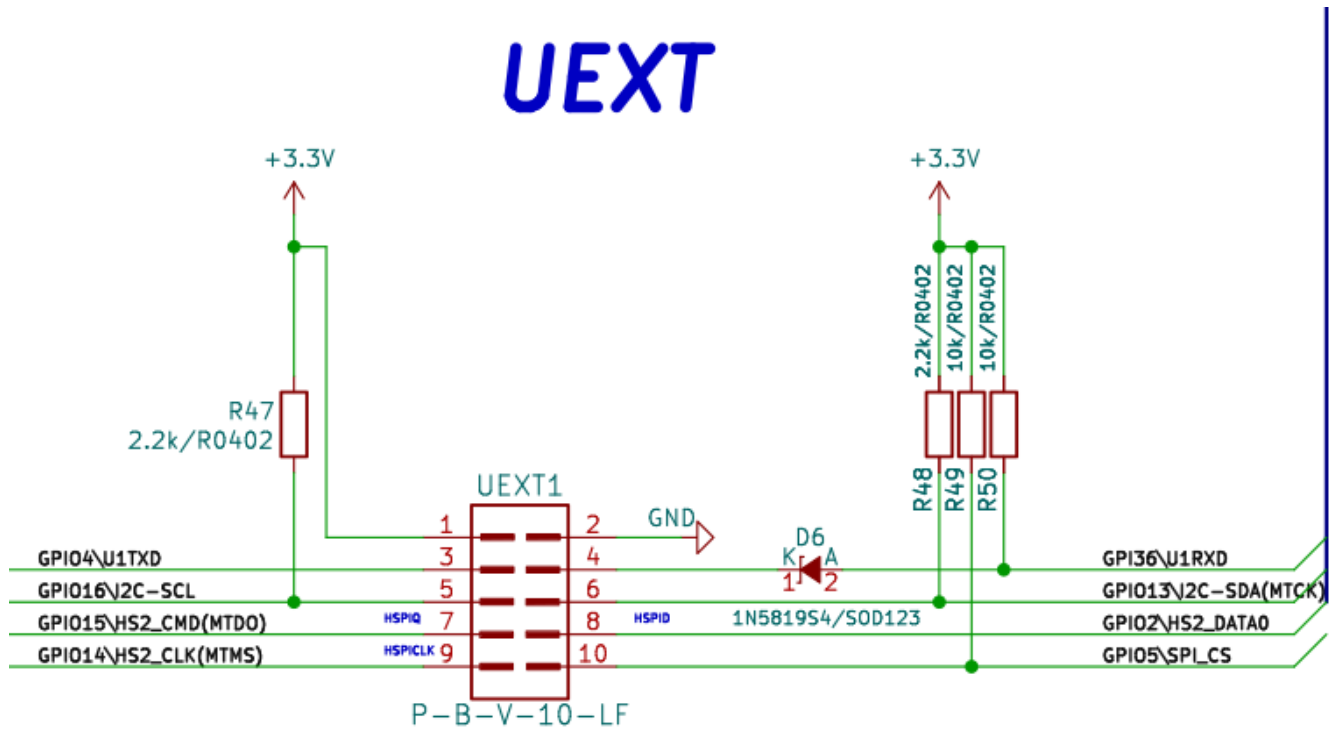 UEXT
+3.3V
+3.3V
2.2k/R0402
10k/R0402
10k/R0402
R47
2.2k/R0402
R48
R49
R50
UEXT1
1
2
GND
3
4
K
D6
A
1
2
1N5819S4/SOD123
GPIO4\U1TXD
GPI36\U1RXD
GPIO16\I2C-SCL
5
6
GPIO13\I2C-SDA(MTCK)
GPIO15\HS2_CMD(MTDO)
HSPIQ
7
8
HSPID
GPIO2\HS2_DATA0
GPIO14\HS2_CLK(MTMS)
HSPICLK
9
10
GPIO5\SPI_CS
P-B-V-10-LF